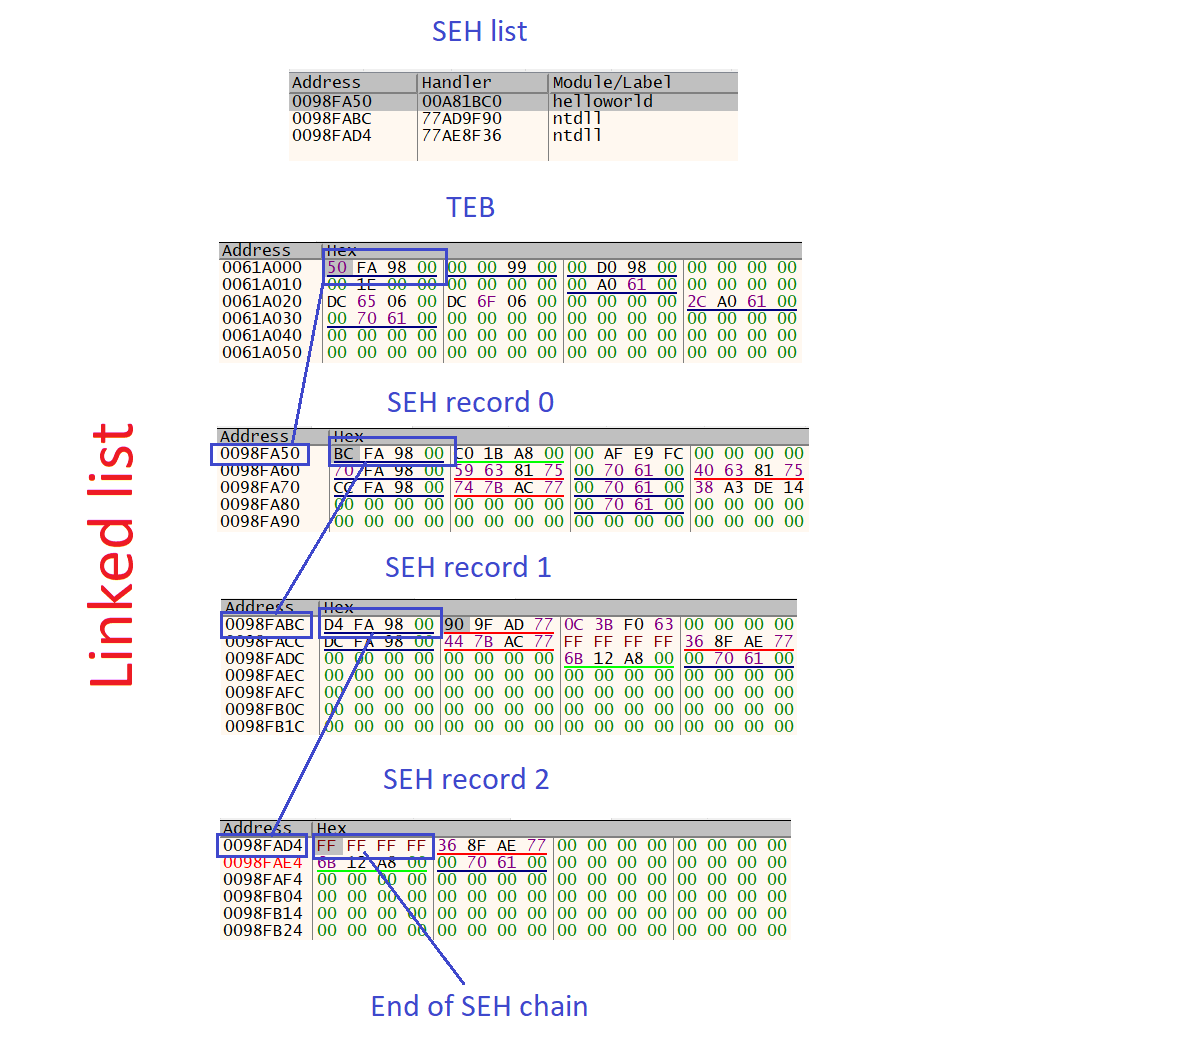 SEH list
Address Handler Module/Label
0098FA50 00A81BC0 helloworld
0098FABC 77AD9F90 ntdll
0098FAD4 77AE8F36 ntdll
TEB
Address Hex
0061A000 50 FA 98 00 00 00 99 00 00 D0 98 00 00 00 00 00
0061A010 00 1E 00 00 00 00 00 00 00 A0 61 00 00 00 00 00
0061A020 DC 65 06 00 DC 6F 06 00 00 00 00 00 2C A0 61 00
0061A030 00 70 61 00 00 00 00 00 00 00 00 00 00 00 00 00
0061A040 00 00 00 00 00 00 00 00 00 00 00 00 00 00 00 00
0061A050 00 00 00 00 00 00 00 00 00 00 00 00 00 00 00 00
SEH record 0
Address Hex
0098FA50 BC FA 98 00 C0 1B A8 00 00 AF E9 FC 00 00 00 00
0098FA60 70 FA 98 00 59 63 81 75 00 70 61 00 40 63 81 75
0098FA70 CC FA 98 00 74 7B AC 77 00 70 61 00 38 A3 DE 14
0098FA80 00 00 00 00 00 00 00 00 00 70 61 00 00 00 00 00
0098FA90 00 00 00 00 00 00 00 00 00 00 00 00 00 00 00 00
Linked list
SEH record 1
Address Hex
0098FABC D4 FA 98 00 90 9F AD 77 0C 3B F0 63 00 00 00 00
0098FACC DC FA 98 00 44 7B AC 77 FF FF FF FF 36 8F AE 77
0098FADC 00 00 00 00 00 00 00 00 6B 12 A8 00 00 70 61 00
0098FAEC 00 00 00 00 00 00 00 00 00 00 00 00 00 00 00 00
0098FAFC 00 00 00 00 00 00 00 00 00 00 00 00 00 00 00 00
0098FB0C 00 00 00 00 00 00 00 00 00 00 00 00 00 00 00 00
0098FB1C 00 00 00 00 00 00 00 00 00 00 00 00 00 00 00 00
SEH record 2
Address Hex
0098FAD4 FF FF FF FF 36 8F AE 77 00 00 00 00 00 00 00 00
0098FAE4 6B 12 A8 00 00 70 61 00 00 00 00 00 00 00 00 00
0098FAF4 00 00 00 00 00 00 00 00 00 00 00 00 00 00 00 00
0098FB04 00 00 00 00 00 00 00 00 00 00 00 00 00 00 00 00
0098FB14 00 00 00 00 00 00 00 00 00 00 00 00 00 00 00 00
0098FB24 00 00 00 00 00 00 00 00 00 00 00 00 00 00 00 00
End of SEH chain